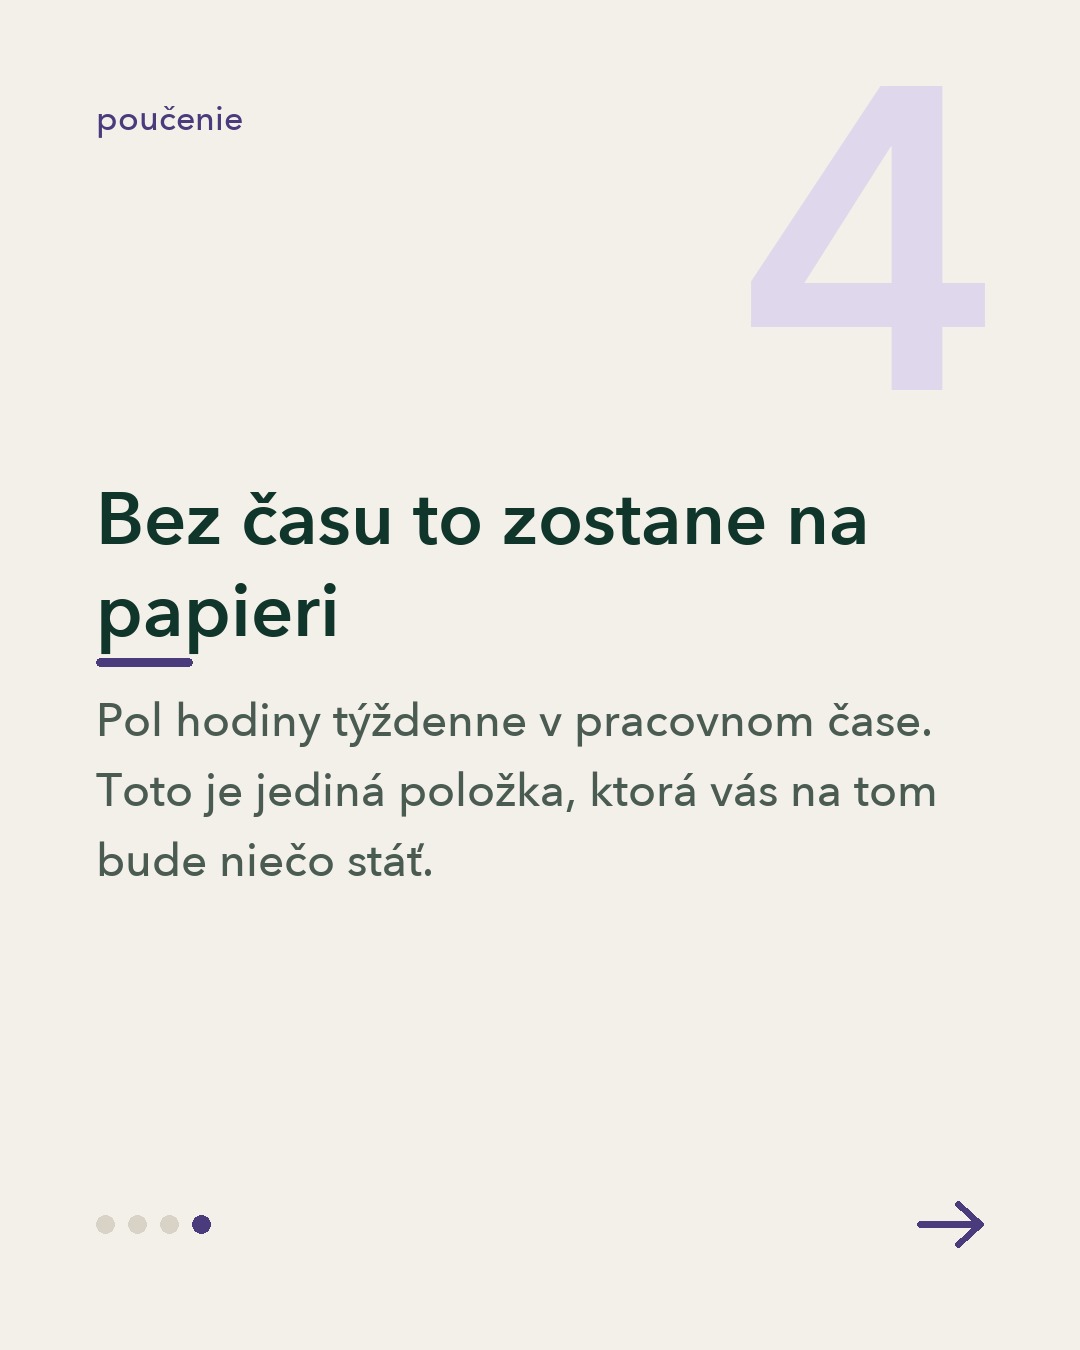 poučenie
4
Bez času to zostane na
papieri
Pol hodiny týždenne v pracovnom čase.
Toto je jediná položka, ktorá vás na tom
bude niečo stáť.